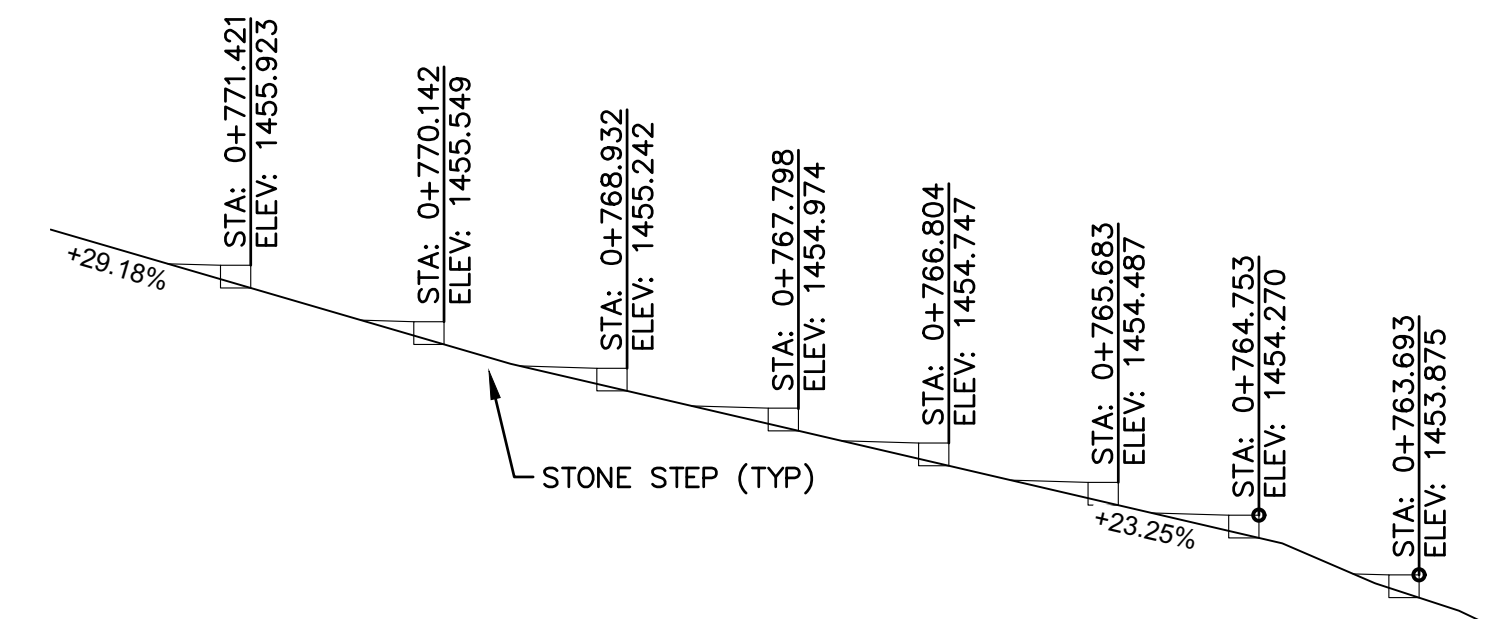 STA: 0+771.421
ELEV: 1455.923
STA: 0+770.142
ELEV: 1455.549
STA: 0+768.932
ELEV: 1455.242
STA: 0+767.798
ELEV: 1454.974
STA: 0+766.804
ELEV: 1454.747
STA: 0+765.683
ELEV: 1454.487
STA: 0+764.753
ELEV: 1454.270
STA: 0+763.693
ELEV: 1453.875
+29.18%
STONE STEP (TYP)
+23.25%